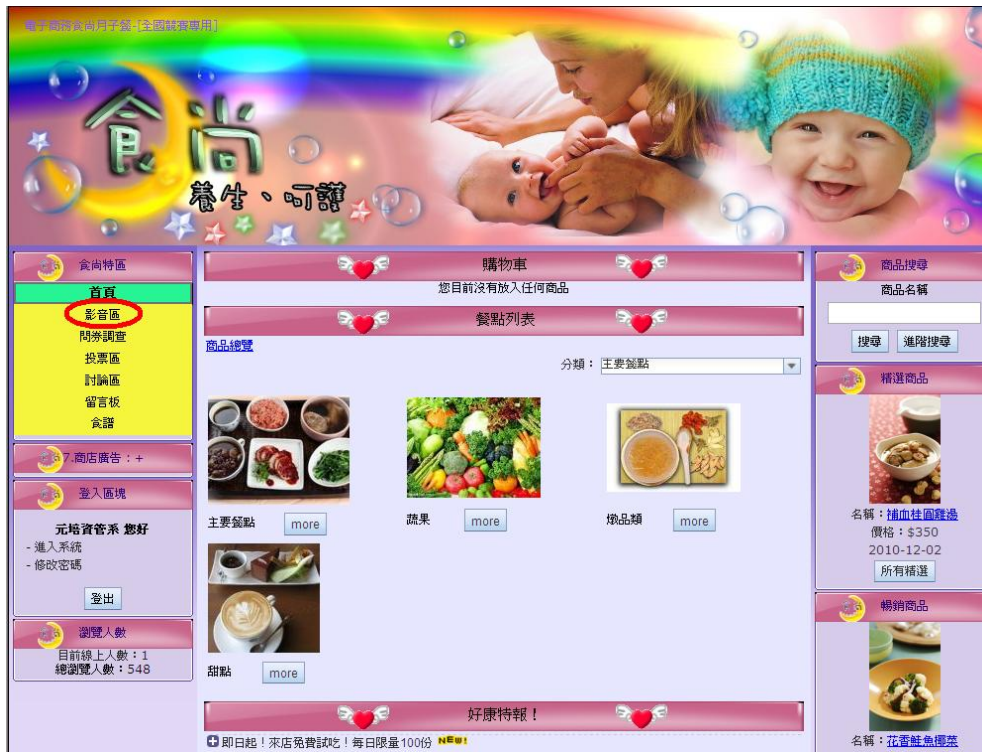 電子商務食尚月子餐-[全國競賽專用]
食尚
養生、呵護
食尚特區
首頁
影音區
問券調查
投票區
討論區
留言板
食譜
7.商店廣告：+
登入區塊
元培資管系 您好
- 進入系統
- 修改密碼
登出
瀏覽人數
目前線上人數：1
總瀏覽人數：548
購物車
您目前沒有放入任何商品
餐點列表
商品總覽
分類： 主要餐點
主要餐點 more
蔬果 more
燉品類 more
甜點 more
好康特報！
即日起！來店免費試吃！每日限量100份 NEW!
商品搜尋
商品名稱
搜尋 進階搜尋
精選商品
名稱：補血桂圓雞邊
價格：$350
2010-12-02
所有精選
暢銷商品
名稱：花香鮭魚椰菜